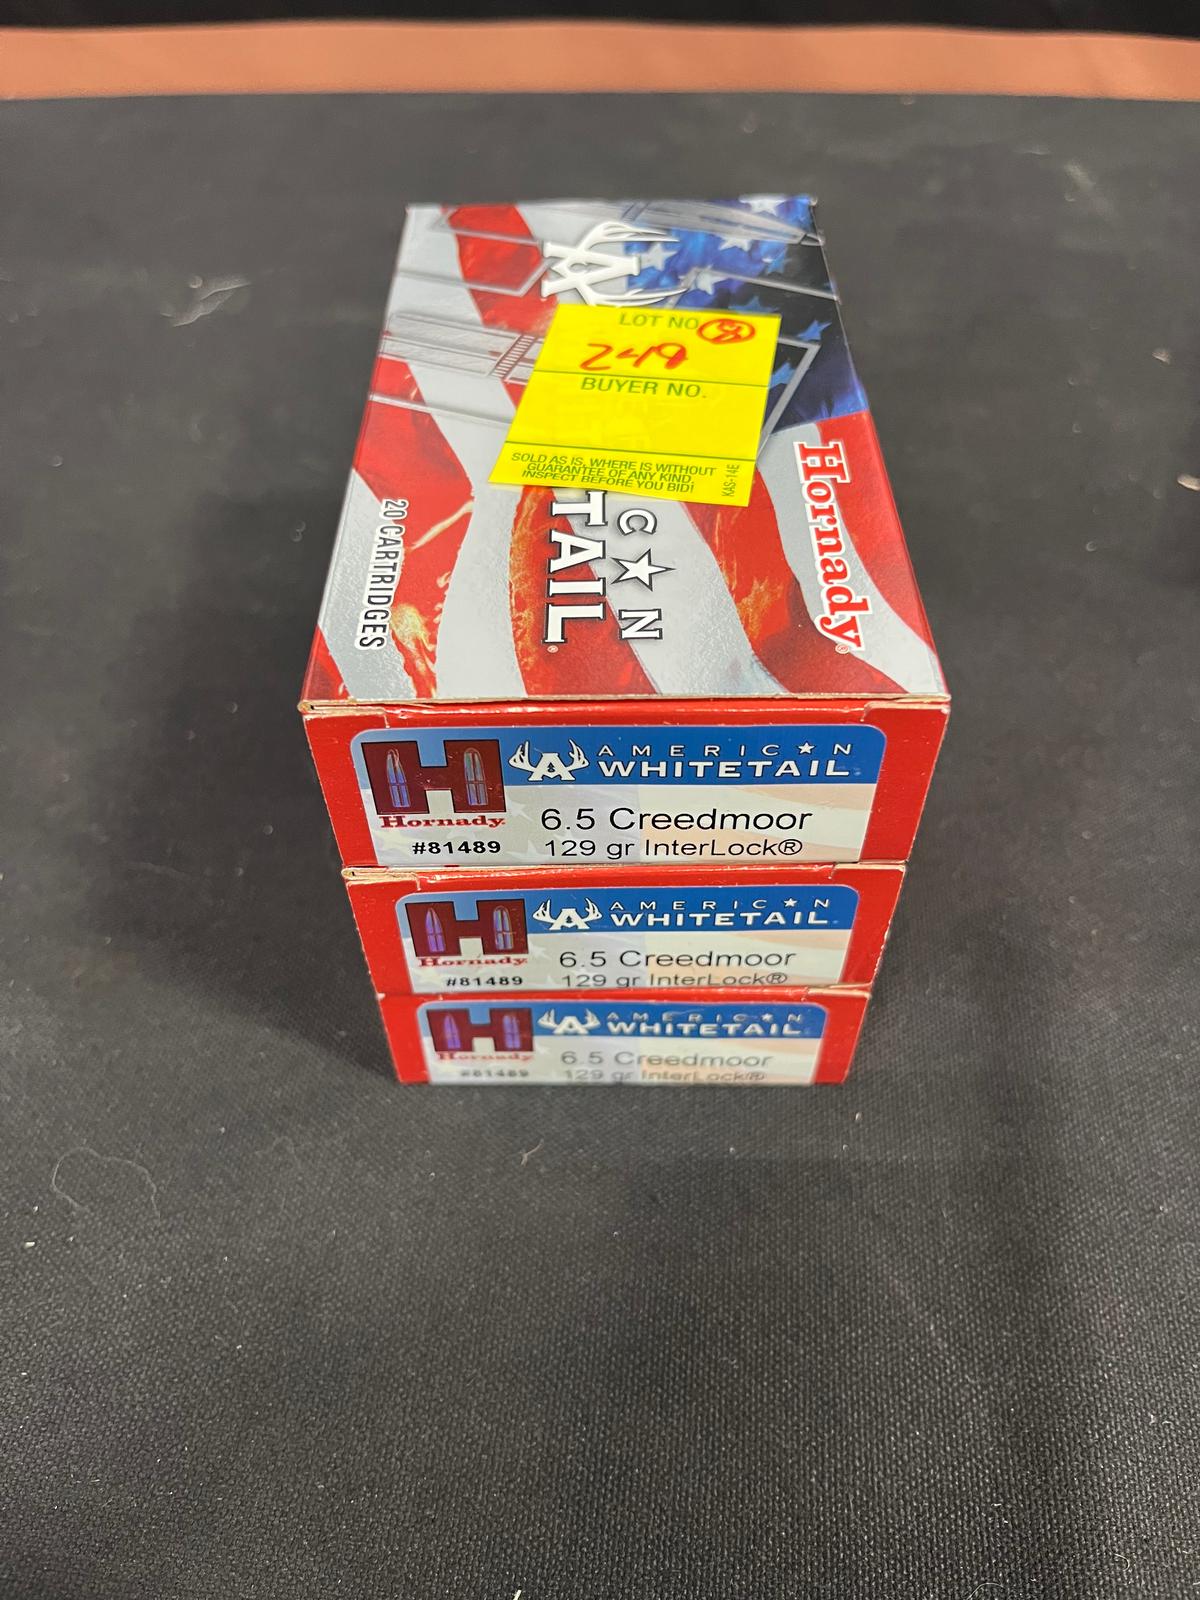 LOT NO.
249
BUYER NO.
SOLD AS IS, WHERE IS WITHOUT
GUARANTEE OF ANY KIND.
INSPECT BEFORE YOU BID!
KAS-14E
C★N
TAIL®
Hornady®
20 CARTRIDGES
Hornady
#81489
AMERIC★N
WHITETAIL
6.5 Creedmoor
129 gr InterLock®
Hornady
#81489
AMERIC★N
WHITETAIL
6.5 Creedmoor
129 gr InterLock®
Hornady
#81489
AMERIC★N
WHITETAIL
6.5 Creedmoor
129 gr InterLock®